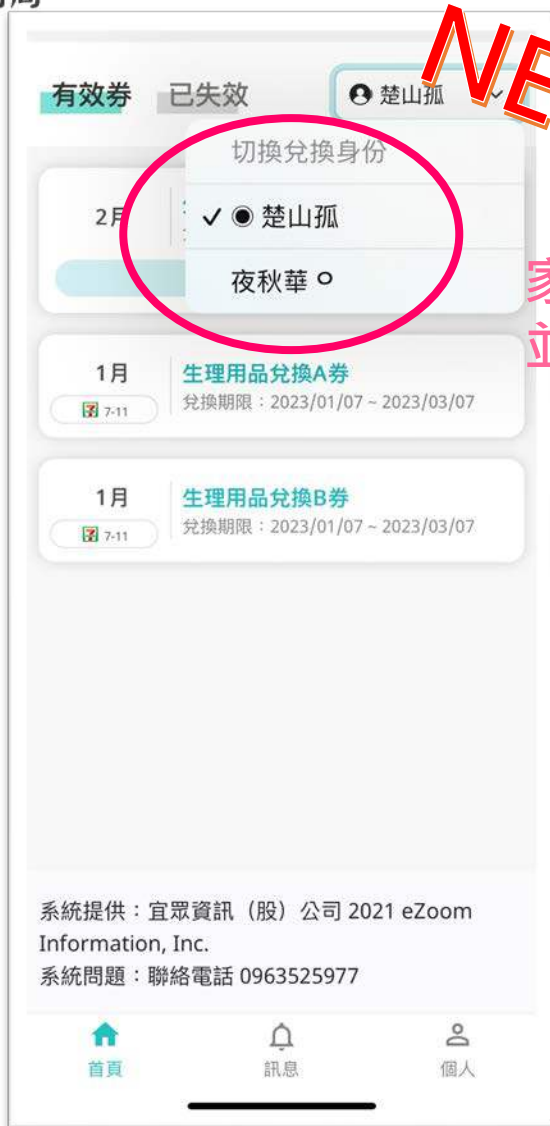 NE
有效券 已失效 楚山孤
切換兌換身份
楚山孤
夜秋華
2月
1月 生理用品兌換A券
7-11 兌換期限：2023/01/07 ~ 2023/03/07
1月 生理用品兌換B券
7-11 兌換期限：2023/01/07 ~ 2023/03/07
系統提供：宜眾資訊（股）公司 2021 eZoom
Information, Inc.
系統問題：聯絡電話 0963525977
首頁 訊息 個人